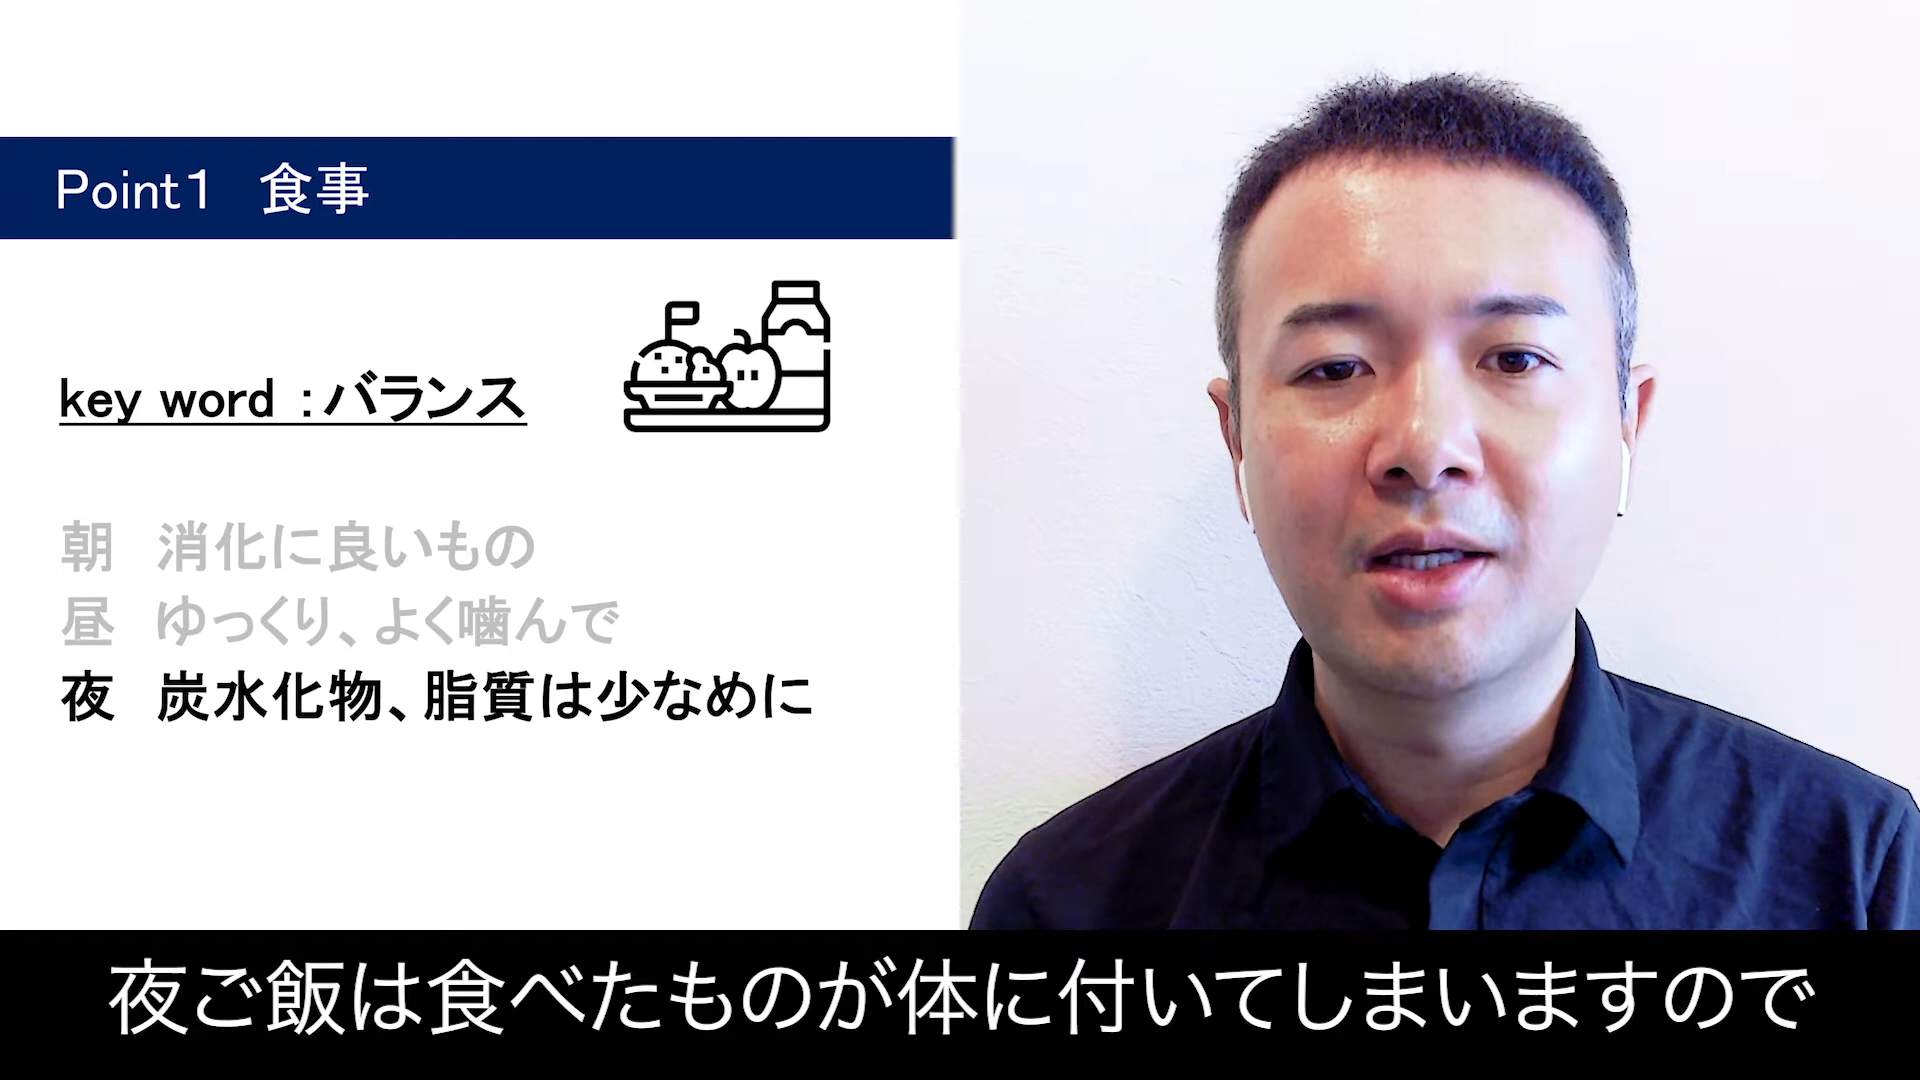 Point1　食事
key word：バランス
朝　消化に良いもの
昼　ゆっくり、よく噛んで
夜　炭水化物、脂質は少なめに
夜ご飯は食べたものが体に付いてしまいますので